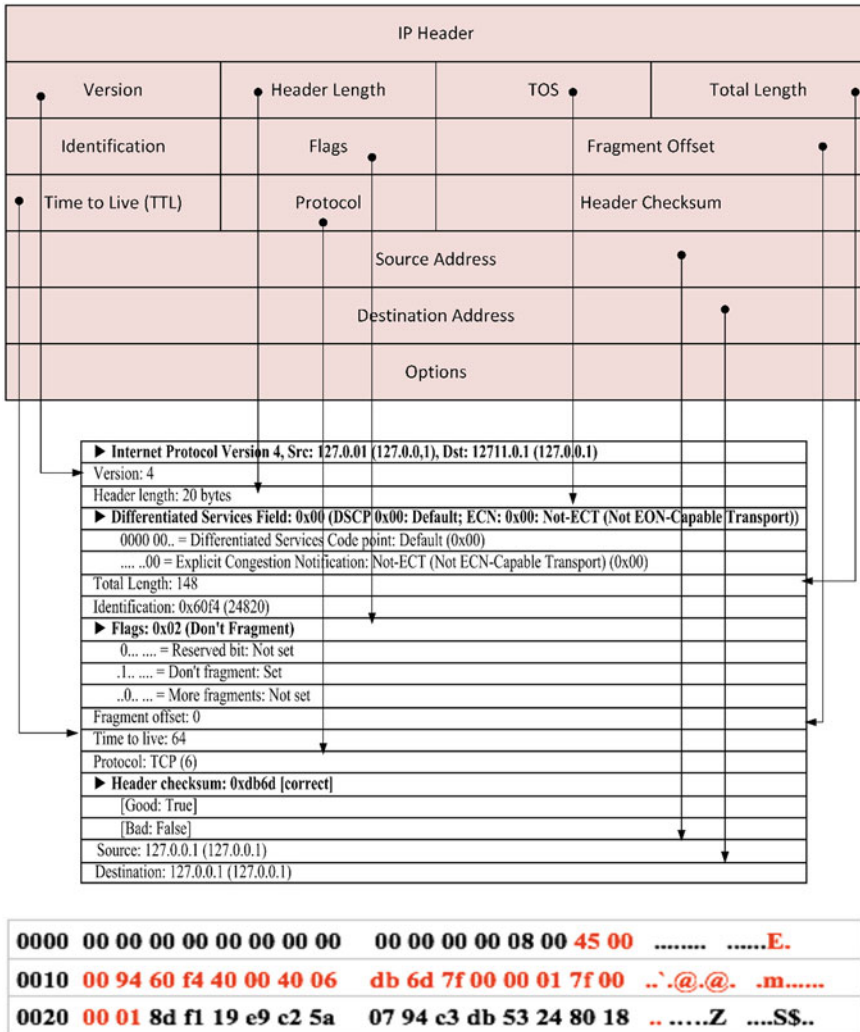 IP Header
Version Header Length TOS Total Length
Identification Flags Fragment Offset
Time to Live (TTL) Protocol Header Checksum
Source Address
Destination Address
Options
▶ Internet Protocol Version 4, Src: 127.0.01 (127.0.0,1), Dst: 12711.0.1 (127.0.0.1)
Version: 4
Header length: 20 bytes
▶ Differentiated Services Field: 0x00 (DSCP 0x00: Default; ECN: 0x00: Not-ECT (Not EON-Capable Transport))
0000 00.. = Differentiated Services Code point: Default (0x00)
.... ..00 = Explicit Congestion Notification: Not-ECT (Not ECN-Capable Transport) (0x00)
Total Length: 148
Identification: 0x60f4 (24820)
▶ Flags: 0x02 (Don't Fragment)
0... .... = Reserved bit: Not set
.1.. .... = Don't fragment: Set
..0.. ... = More fragments: Not set
Fragment offset: 0
Time to live: 64
Protocol: TCP (6)
▶ Header checksum: 0xdb6d [correct]
[Good: True]
[Bad: False]
Source: 127.0.0.1 (127.0.0.1)
Destination: 127.0.0.1 (127.0.0.1)
0000 00 00 00 00 00 00 00 00 00 00 00 00 08 00 45 00 ........ ......E.
0010 00 94 60 f4 40 00 40 06 db 6d 7f 00 00 01 7f 00 ..`.@.@. .m......
0020 00 01 8d f1 19 e9 c2 5a 07 94 c3 db 53 24 80 18 .. .....Z ....S$..